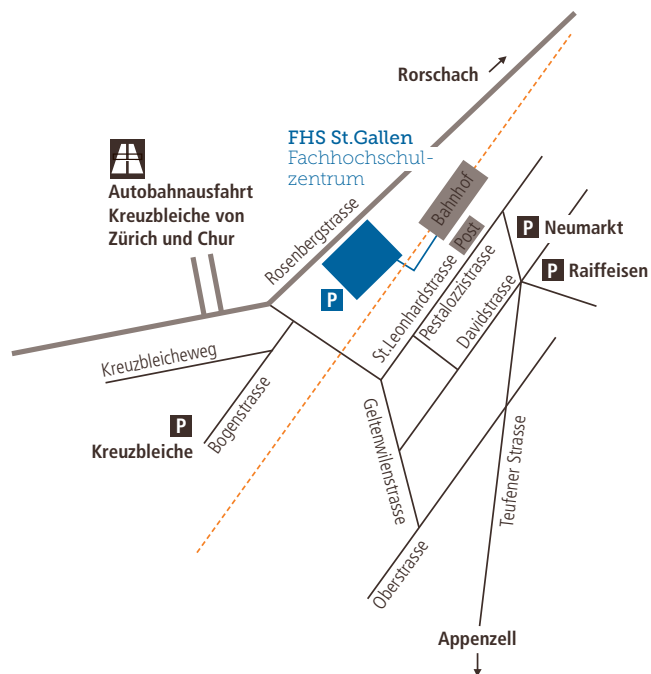 Rorschach
FHS St.Gallen
Fachhochschul-
zentrum
Autobahnausfahrt
Kreuzbleiche von
Zürich und Chur
Rosenbergstrasse
Bahnhof
Post
P
P Neumarkt
P Raiffeisen
St.Leonhardstrasse
Pestalozzistrasse
Davidstrasse
Kreuzbleicheweg
Bogenstrasse
P
Kreuzbleiche
Geltenwilenstrasse
Teufener Strasse
Oberstrasse
Appenzell